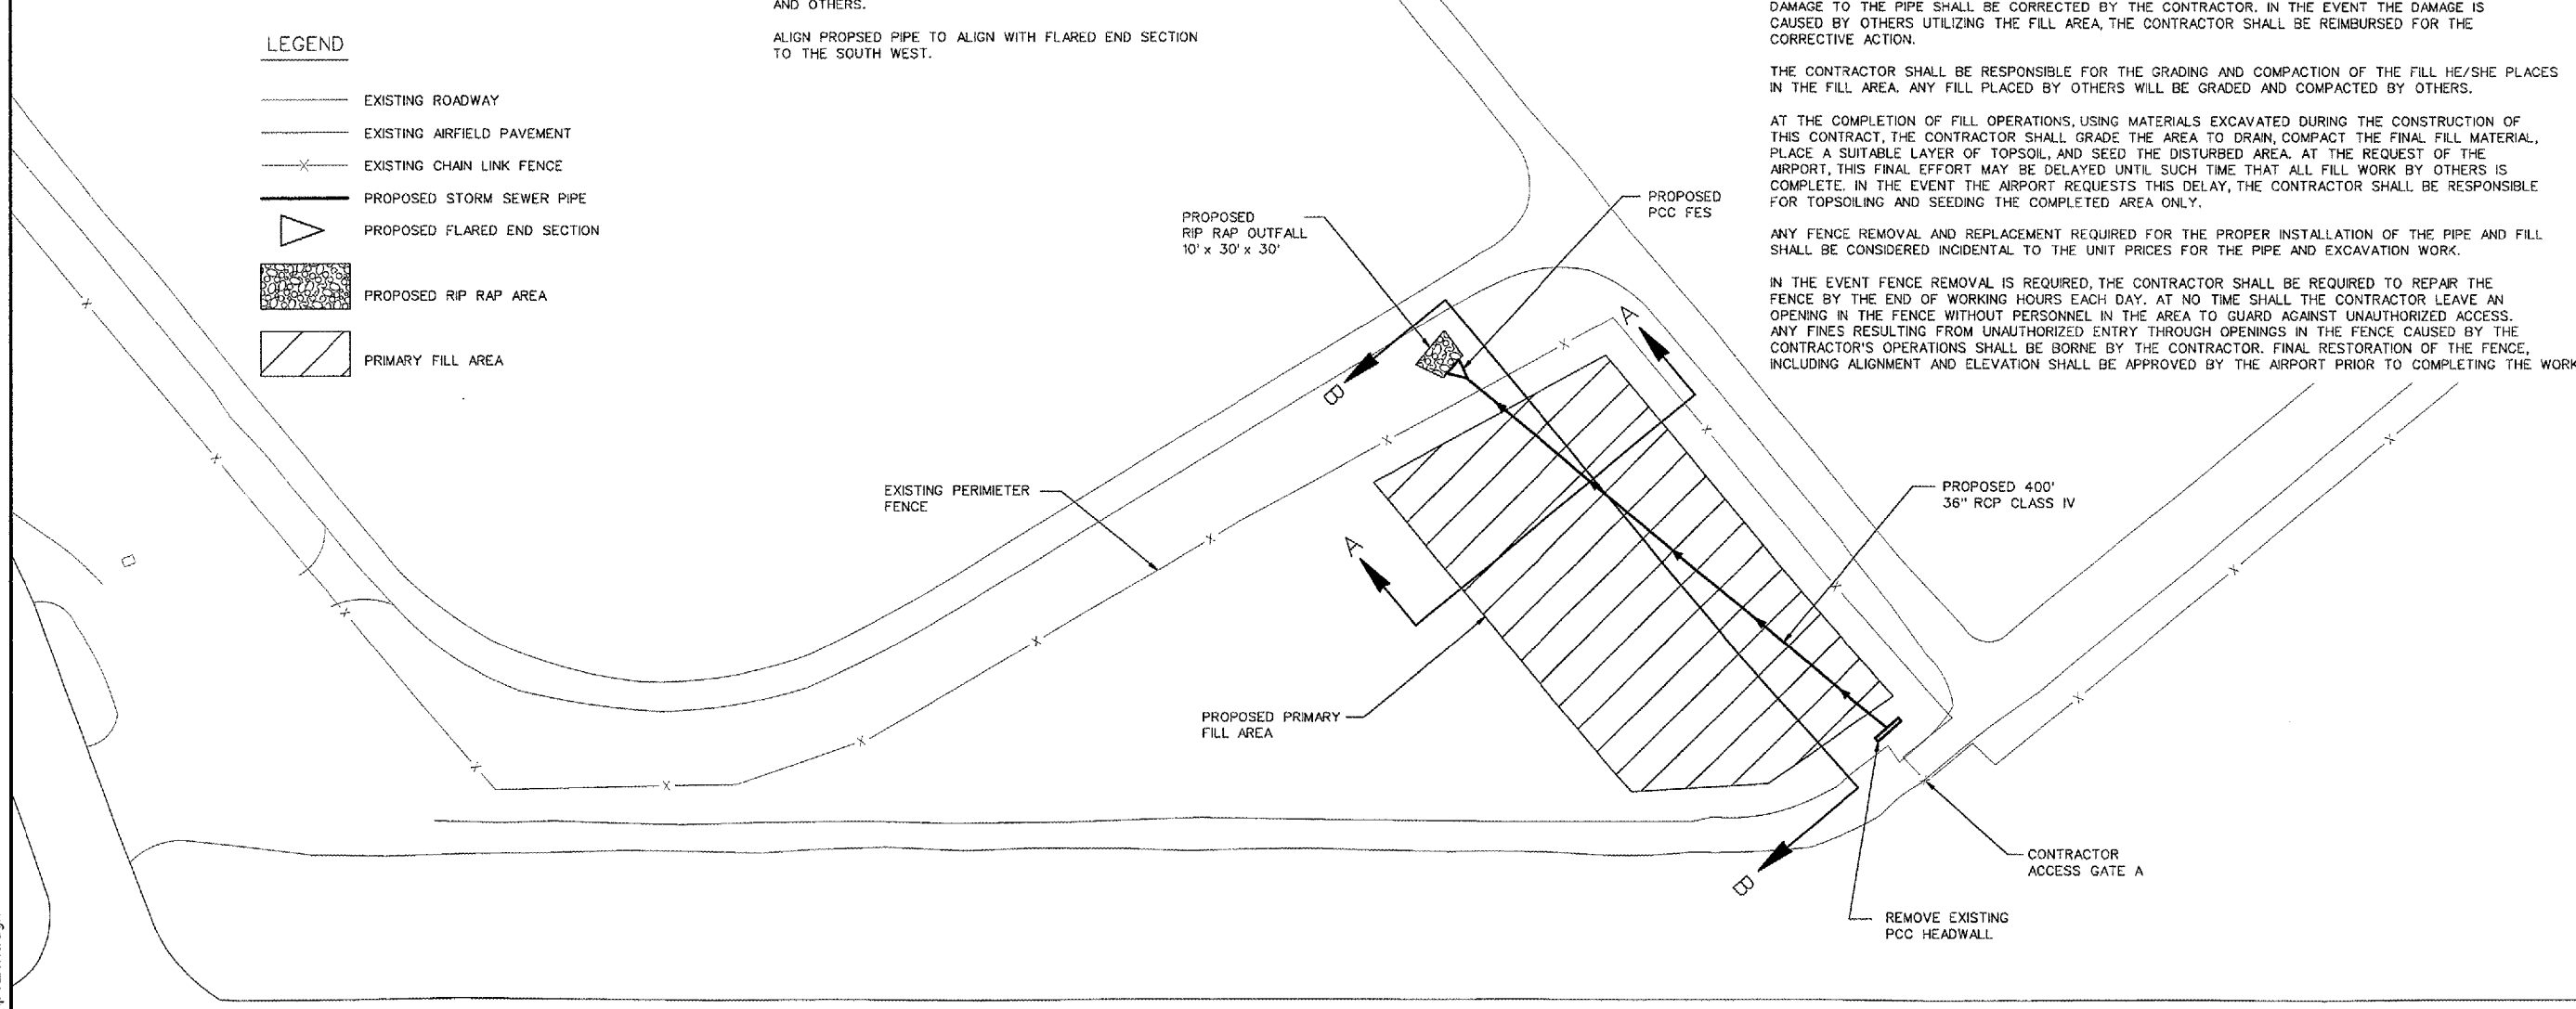 AND OTHERS.
ALIGN PROPSED PIPE TO ALIGN WITH FLARED END SECTION
TO THE SOUTH WEST.
LEGEND
EXISTING ROADWAY
EXISTING AIRFIELD PAVEMENT
X
EXISTING CHAIN LINK FENCE
PROPOSED STORM SEWER PIPE
PROPOSED FLARED END SECTION
PROPOSED RIP RAP AREA
PRIMARY FILL AREA
DAMAGE TO THE PIPE SHALL BE CORRECTED BY THE CONTRACTOR. IN THE EVENT THE DAMAGE IS
CAUSED BY OTHERS UTILIZING THE FILL AREA, THE CONTRACTOR SHALL BE REIMBURSED FOR THE
CORRECTIVE ACTION.
THE CONTRACTOR SHALL BE RESPONSIBLE FOR THE GRADING AND COMPACTION OF THE FILL HE/SHE PLACES
IN THE FILL AREA. ANY FILL PLACED BY OTHERS WILL BE GRADED AND COMPACTED BY OTHERS.
AT THE COMPLETION OF FILL OPERATIONS, USING MATERIALS EXCAVATED DURING THE CONSTRUCTION OF
THIS CONTRACT, THE CONTRACTOR SHALL GRADE THE AREA TO DRAIN, COMPACT THE FINAL FILL MATERIAL,
PLACE A SUITABLE LAYER OF TOPSOIL, AND SEED THE DISTURBED AREA. AT THE REQUEST OF THE
AIRPORT, THIS FINAL EFFORT MAY BE DELAYED UNTIL SUCH TIME THAT ALL FILL WORK BY OTHERS IS
COMPLETE. IN THE EVENT THE AIRPORT REQUESTS THIS DELAY, THE CONTRACTOR SHALL BE RESPONSIBLE
FOR TOPSOILING AND SEEDING THE COMPLETED AREA ONLY.
ANY FENCE REMOVAL AND REPLACEMENT REQUIRED FOR THE PROPER INSTALLATION OF THE PIPE AND FILL
SHALL BE CONSIDERED INCIDENTAL TO THE UNIT PRICES FOR THE PIPE AND EXCAVATION WORK.
IN THE EVENT FENCE REMOVAL IS REQUIRED, THE CONTRACTOR SHALL BE REQUIRED TO REPAIR THE
FENCE BY THE END OF WORKING HOURS EACH DAY. AT NO TIME SHALL THE CONTRACTOR LEAVE AN
OPENING IN THE FENCE WITHOUT PERSONNEL IN THE AREA TO GUARD AGAINST UNAUTHORIZED ACCESS.
ANY FINES RESULTING FROM UNAUTHORIZED ENTRY THROUGH OPENINGS IN THE FENCE CAUSED BY THE
CONTRACTOR'S OPERATIONS SHALL BE BORNE BY THE CONTRACTOR. FINAL RESTORATION OF THE FENCE,
INCLUDING ALIGNMENT AND ELEVATION SHALL BE APPROVED BY THE AIRPORT PRIOR TO COMPLETING THE WORK
PROPOSED
RIP RAP OUTFALL
10' x 30' x 30'
PROPOSED
PCC FES
A
B
EXISTING PERIMETER
FENCE
PROPOSED 400'
36" RCP CLASS IV
A
PROPOSED PRIMARY
FILL AREA
B
CONTRACTOR
ACCESS GATE A
REMOVE EXISTING
PCC HEADWALL